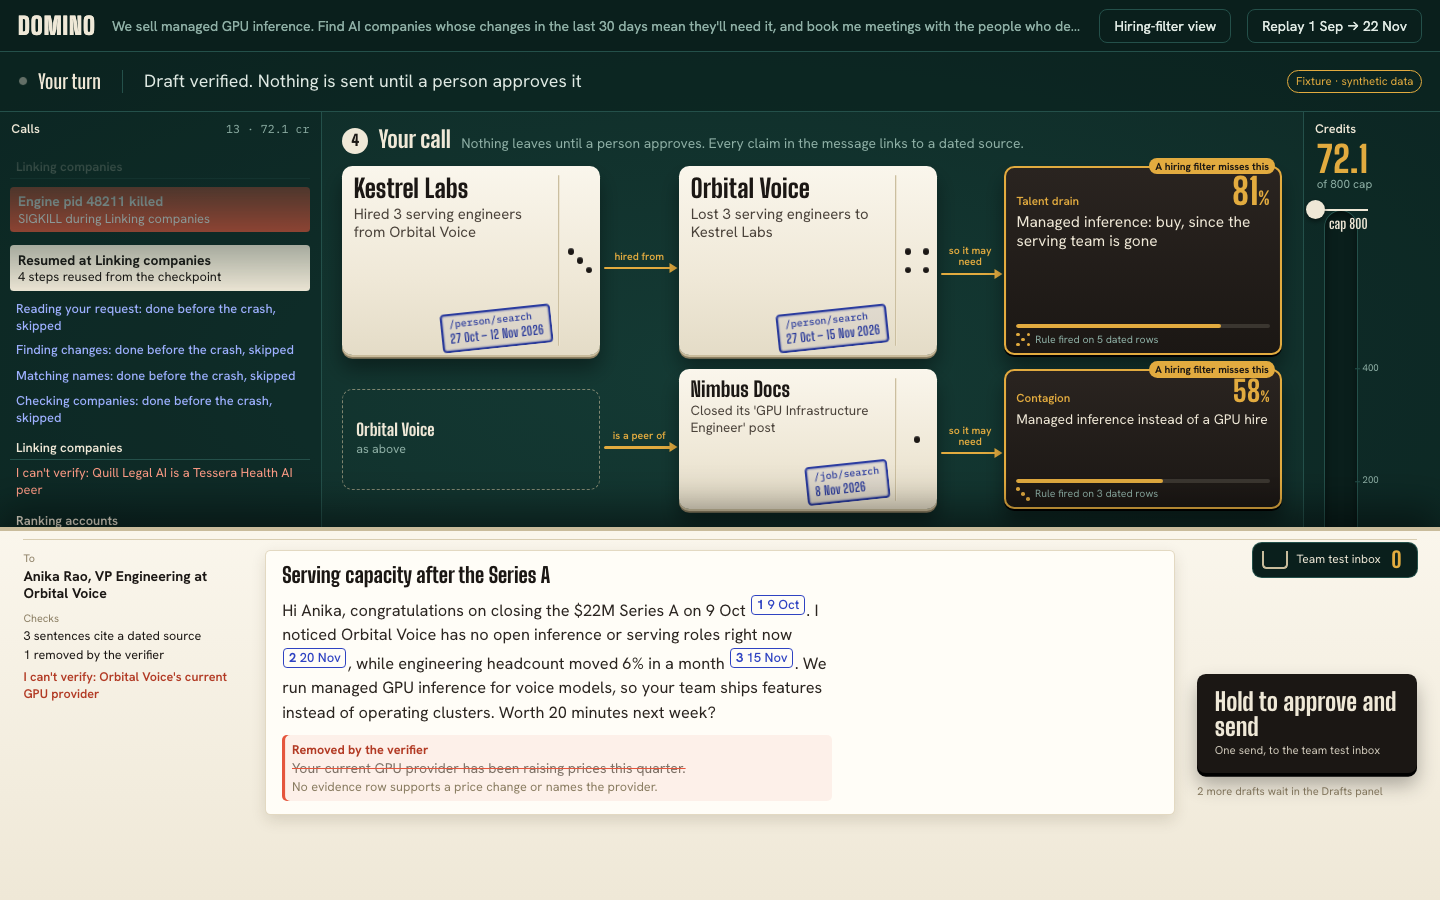 DOMINO
We sell managed GPU inference. Find AI companies whose changes in the last 30 days mean they'll need it, and book me meetings with the people who de...
Hiring-filter view
Replay 1 Sep → 22 Nov
Your turn
Draft verified. Nothing is sent until a person approves it
Fixture · synthetic data
Calls
13 · 72.1 cr
Linking companies
Engine pid 48211 killed
SIGKILL during Linking companies
Resumed at Linking companies
4 steps reused from the checkpoint
Reading your request: done before the crash,
skipped
Finding changes: done before the crash, skipped
Matching names: done before the crash, skipped
Checking companies: done before the crash,
skipped
Linking companies
I can't verify: Quill Legal AI is a Tessera Health AI
peer
Ranking accounts
4
Your call
Nothing leaves until a person approves. Every claim in the message links to a dated source.
Kestrel Labs
Hired 3 serving engineers
from Orbital Voice
/person/search
27 Oct – 12 Nov 2026
hired from
Orbital Voice
Lost 3 serving engineers to
Kestrel Labs
/person/search
27 Oct – 15 Nov 2026
so it may
need
A hiring filter misses this
Talent drain
81%
Managed inference: buy, since the
serving team is gone
Rule fired on 5 dated rows
Orbital Voice
as above
is a peer of
Nimbus Docs
Closed its 'GPU Infrastructure
Engineer' post
/job/search
8 Nov 2026
so it may
need
A hiring filter misses this
Contagion
58%
Managed inference instead of a GPU hire
Rule fired on 3 dated rows
Credits
72.1
of 800 cap
cap 800
400
200
To
Anika Rao, VP Engineering at
Orbital Voice
Checks
3 sentences cite a dated source
1 removed by the verifier
I can't verify: Orbital Voice's current
GPU provider
Serving capacity after the Series A
Hi Anika, congratulations on closing the $22M Series A on 9 Oct 1 9 Oct. I
noticed Orbital Voice has no open inference or serving roles right now
2 20 Nov, while engineering headcount moved 6% in a month 3 15 Nov. We
run managed GPU inference for voice models, so your team ships features
instead of operating clusters. Worth 20 minutes next week?
Removed by the verifier
Your current GPU provider has been raising prices this quarter.
No evidence row supports a price change or names the provider.
Team test inbox 0
Hold to approve and
send
One send, to the team test inbox
2 more drafts wait in the Drafts panel